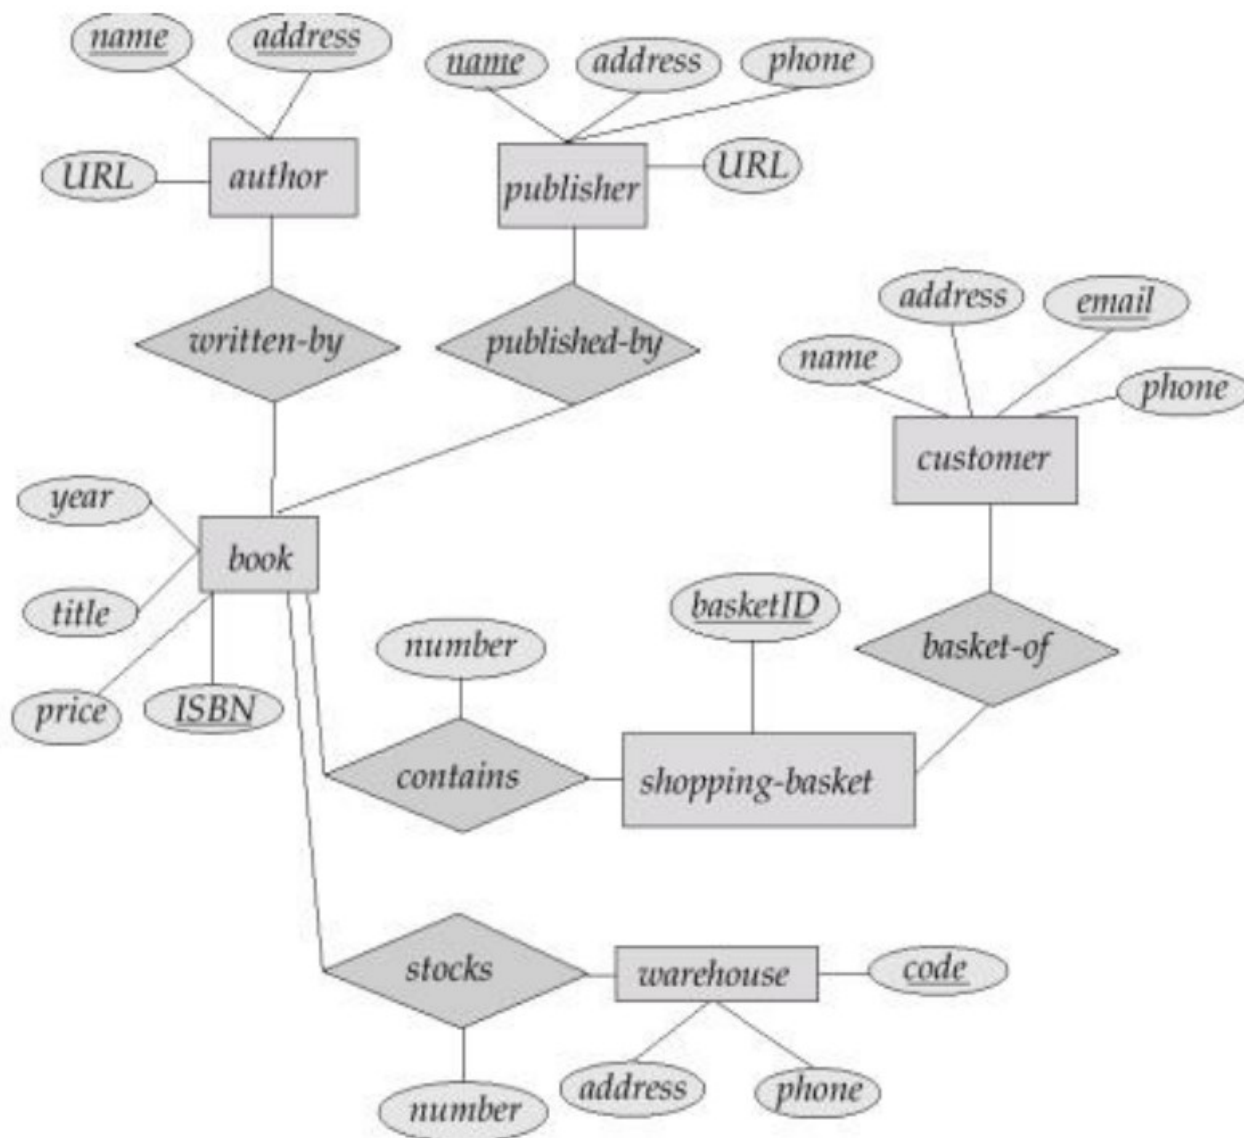 name
address
name
address
phone
URL
author
publisher
URL
written-by
published-by
address
email
name
phone
customer
year
book
title
basketID
number
basket-of
price
ISBN
contains
shopping-basket
stocks
warehouse
code
address
phone
number